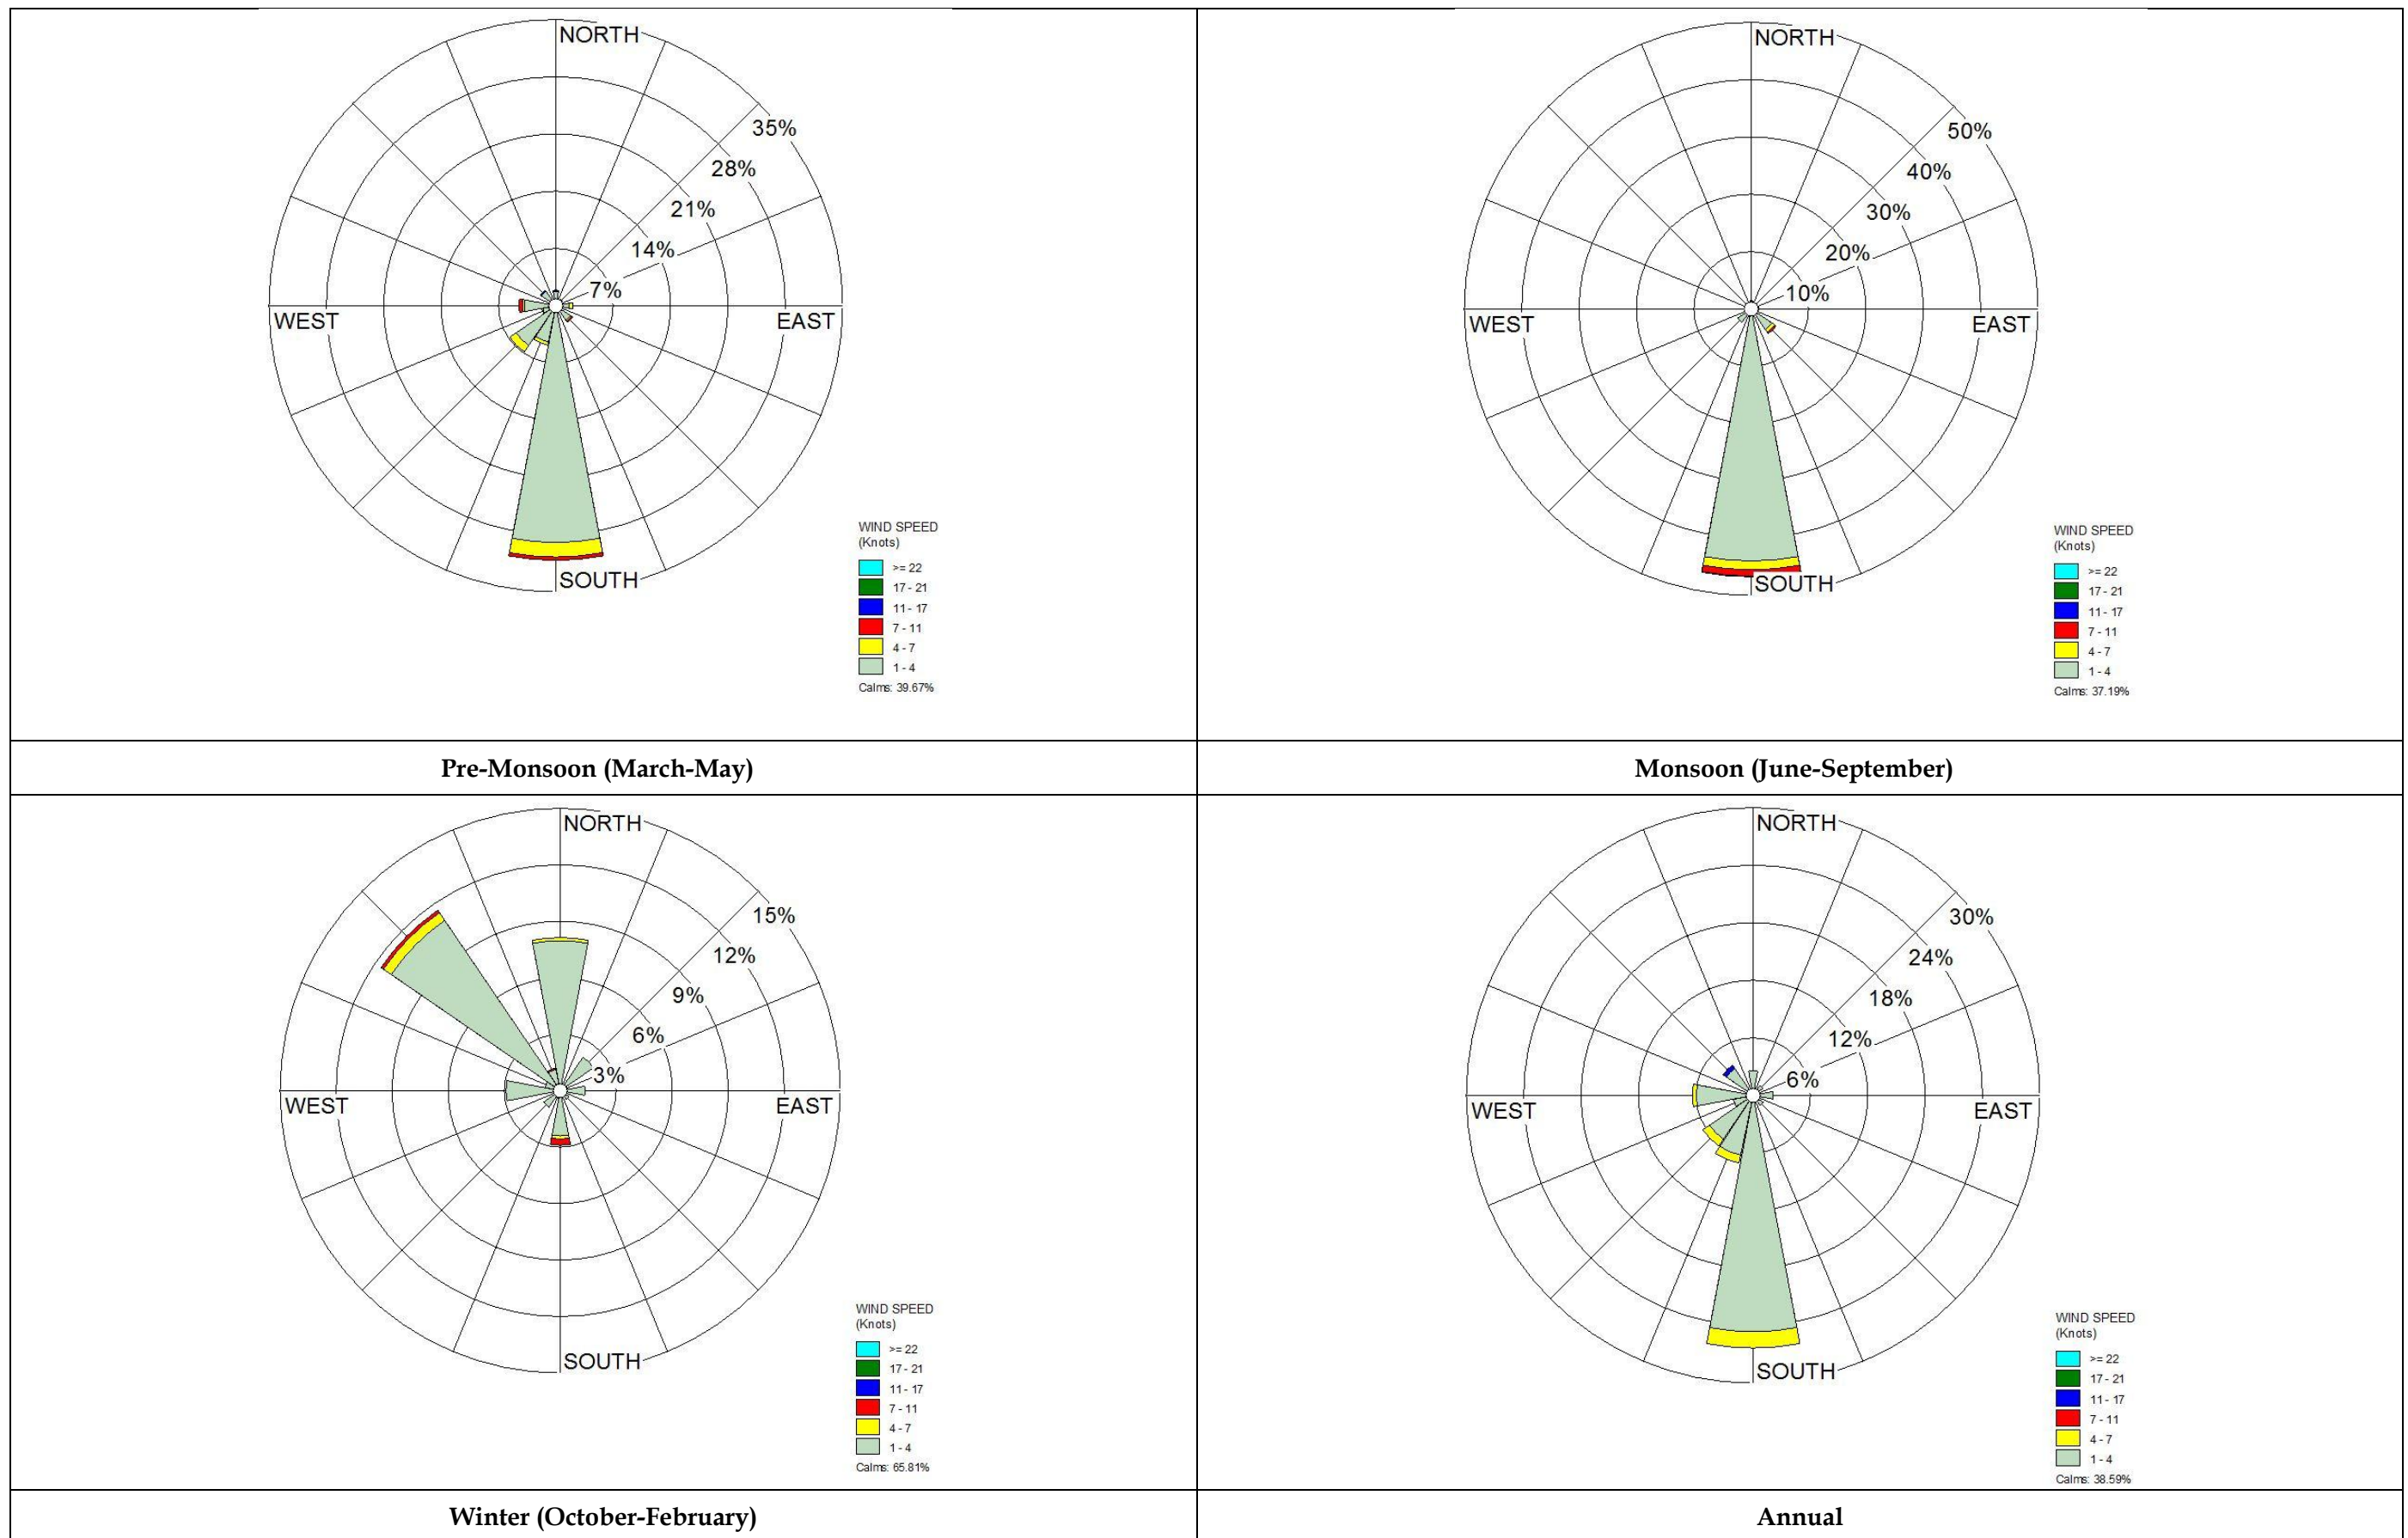 NORTH
35%
28%
21%
14%
7%
WEST
EAST
SOUTH
WIND SPEED
(Knots)
>= 22
17 - 21
11 - 17
7 - 11
4 - 7
1 - 4
Calms: 39.67%
NORTH
50%
40%
30%
20%
10%
WEST
EAST
SOUTH
WIND SPEED
(Knots)
>= 22
17 - 21
11 - 17
7 - 11
4 - 7
1 - 4
Calms: 37.19%
Pre-Monsoon (March-May)
Monsoon (June-September)
NORTH
15%
12%
9%
6%
3%
WEST
EAST
SOUTH
WIND SPEED
(Knots)
>= 22
17 - 21
11 - 17
7 - 11
4 - 7
1 - 4
Calms: 65.81%
NORTH
30%
24%
18%
12%
6%
WEST
EAST
SOUTH
WIND SPEED
(Knots)
>= 22
17 - 21
11 - 17
7 - 11
4 - 7
1 - 4
Calms: 38.59%
Winter (October-February)
Annual